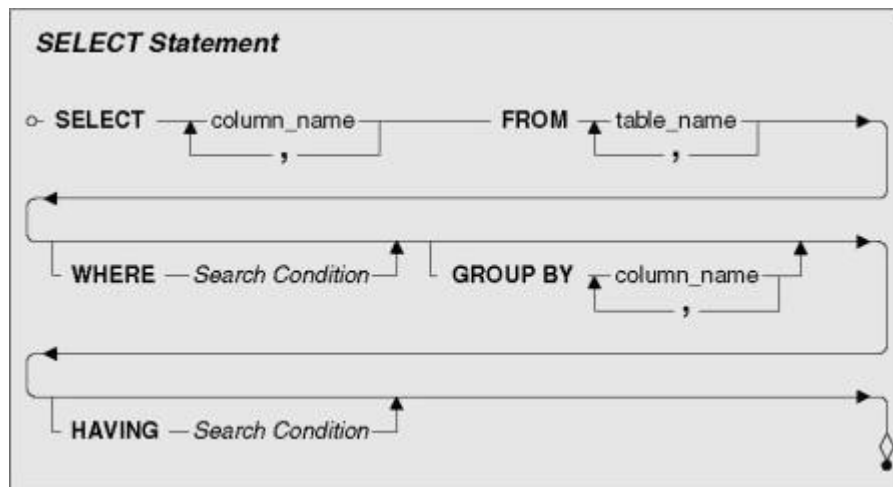 SELECT Statement
SELECT column_name FROM table_name
, ,
WHERE Search Condition GROUP BY column_name
,
HAVING Search Condition